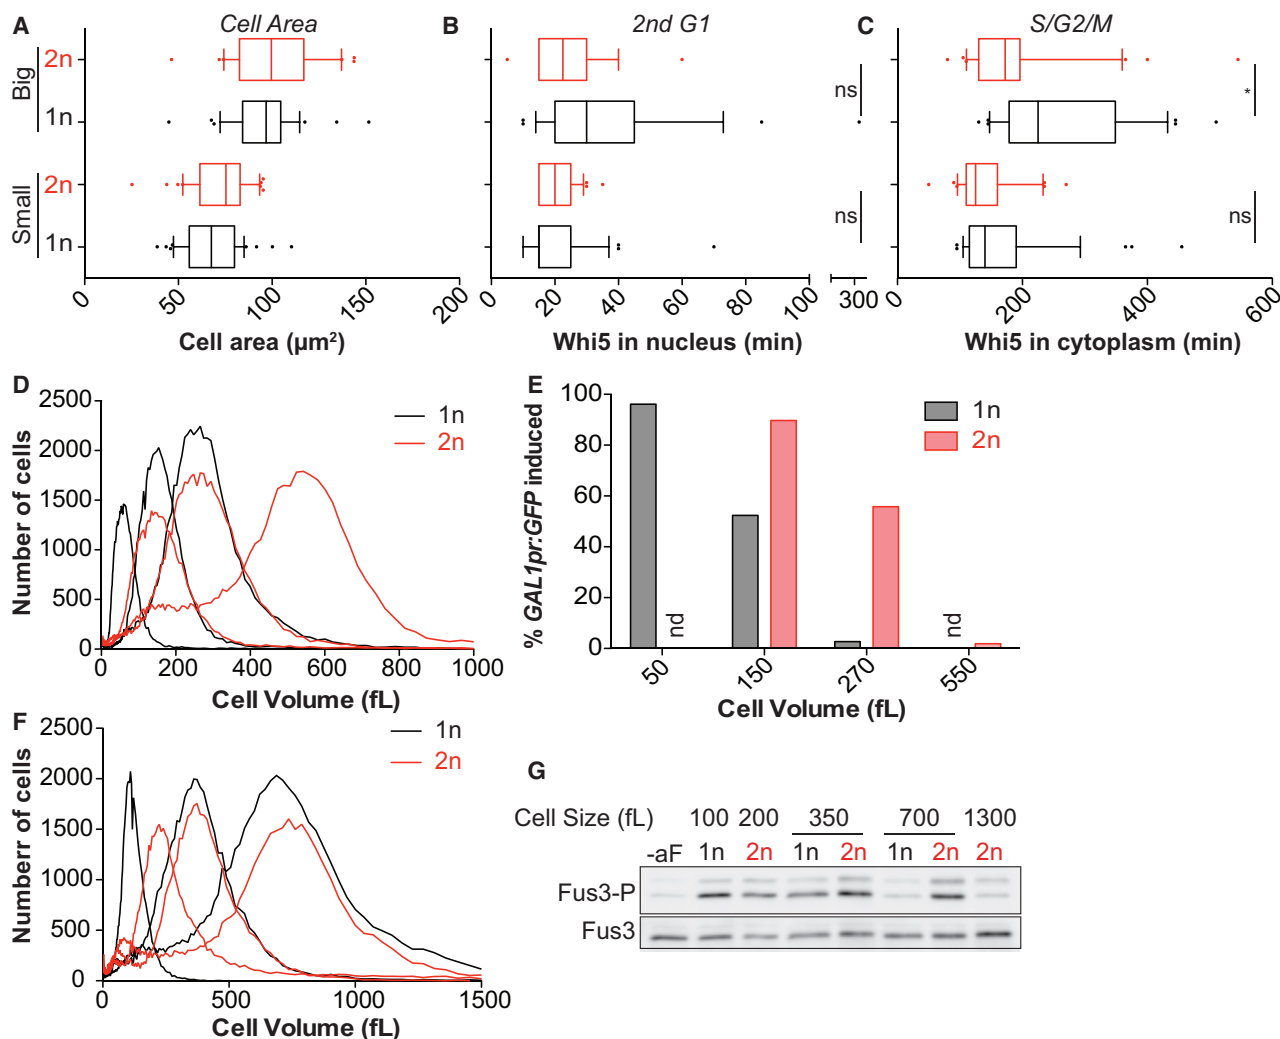 A
Cell Area
Big
2n
1n
Small
2n
1n
0
50
100
150
200
Cell area (µm²)
B
2nd G1
ns
ns
0
20
40
60
80
100
300
Whi5 in nucleus (min)
C
S/G2/M
*
ns
0
200
400
600
Whi5 in cytoplasm (min)
D
Number of cells
2500
2000
1500
1000
500
0
1n
2n
0
200
400
600
800
1000
Cell Volume (fL)
E
% GAL1pr:GFP induced
100
80
60
40
20
0
1n
2n
nd
nd
50
150
270
550
Cell Volume (fL)
F
Numberr of cells
2500
2000
1500
1000
500
0
1n
2n
0
500
1000
1500
Cell Volume (fL)
G
Cell Size (fL) 100 200 350 700 1300
-aF 1n 2n 1n 2n 1n 2n 2n
Fus3-P
Fus3